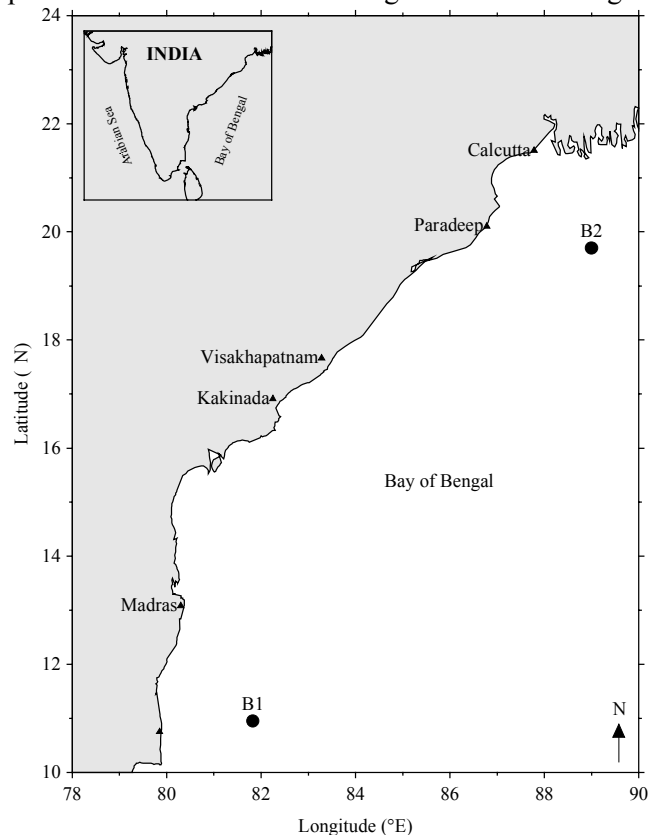 24
INDIA
Arabian Sea
Bay of Bengal
22
Calcutta
B2
Paradeep
20
18
Visakhapatnam
Kakinada
Latitude ( N)
16
Bay of Bengal
14
Madras
12
B1
N
10
78 80 82 84 86 88 90
Longitude (°E)